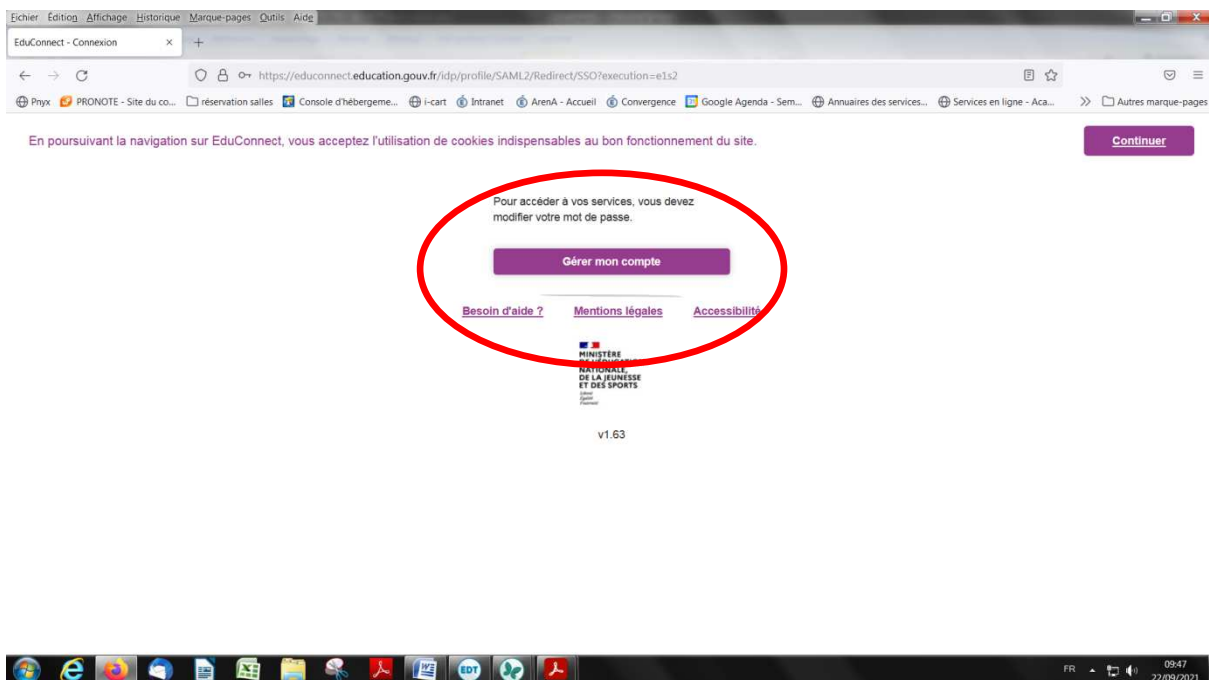 Fichier Édition Affichage Historique Marque-pages Outils Aide
EduConnect - Connexion × +
https://educonnect.education.gouv.fr/idp/profile/SAML2/Redirect/SSO?execution=e1s2
Pnyx PRONOTE - Site du co... réservation salles Console d'hébergeme... i-cart Intranet ArenA - Accueil Convergence Google Agenda - Sem... Annuaires des services... Services en ligne - Aca... Autres marque-pages
En poursuivant la navigation sur EduConnect, vous acceptez l'utilisation de cookies indispensables au bon fonctionnement du site.
Continuer
Pour accéder à vos services, vous devez
modifier votre mot de passe.
Gérer mon compte
Besoin d'aide ? Mentions légales Accessibilité
MINISTÈRE
DE L'ÉDUCATION
NATIONALE,
DE LA JEUNESSE
ET DES SPORTS
v1.63
EDT
FR
09:47
22/09/2021